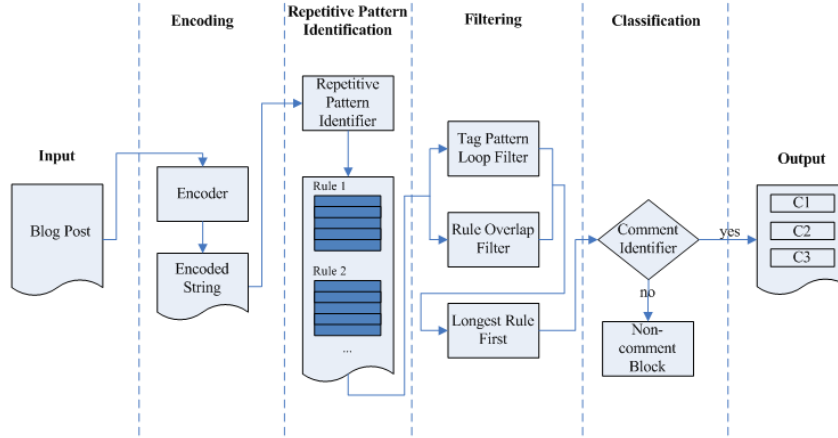 Input
Blog Post
Encoding
Encoder
Encoded
String
Repetitive Pattern
Identification
Repetitive
Pattern
Identifier
Rule 1
Rule 2
...
Filtering
Tag Pattern
Loop Filter
Rule Overlap
Filter
Longest Rule
First
Classification
Comment
Identifier
yes
no
Non-
comment
Block
Output
C1
C2
C3